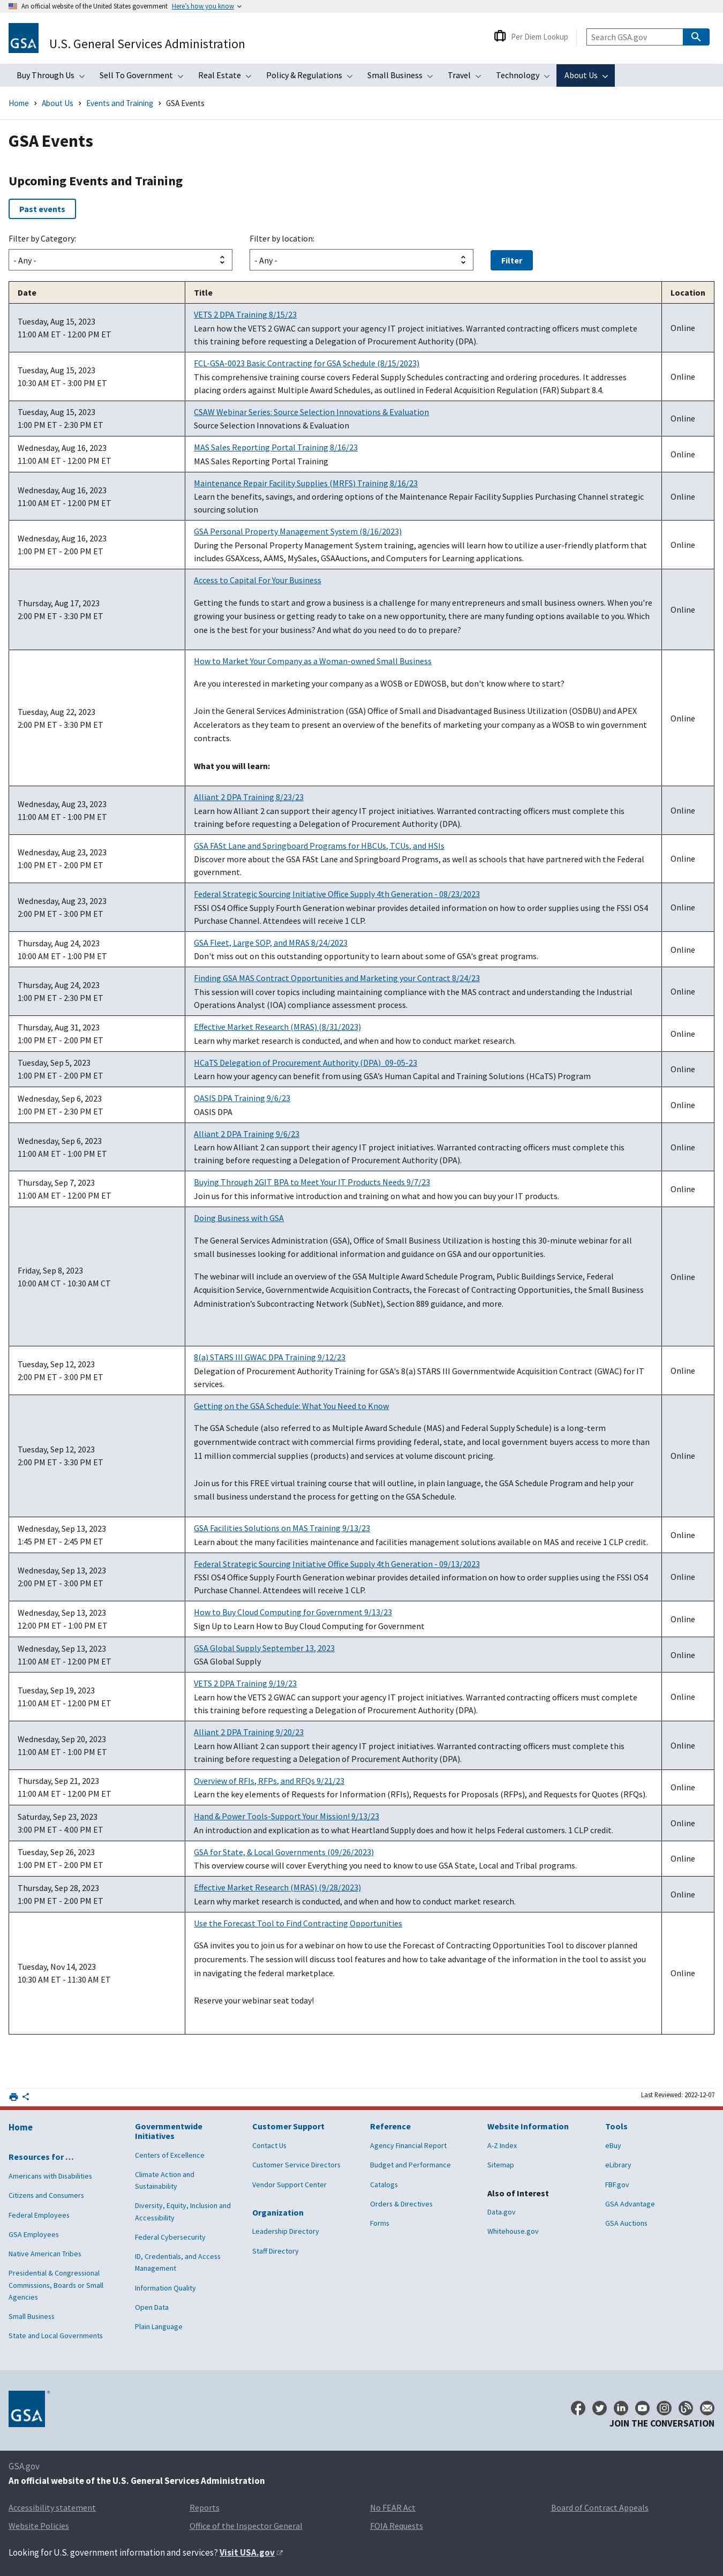 An official website of the United States government Here's how you know
GSA
U.S. General Services Administration
Per Diem Lookup
Search GSA.gov
Buy Through Us
Sell To Government
Real Estate
Policy & Regulations
Small Business
Travel
Technology
About Us
Home › About Us › Events and Training › GSA Events
GSA Events
Upcoming Events and Training
Past events
Filter by Category:
- Any -
Filter by location:
- Any -
Filter
Date Title Location
Tuesday, Aug 15, 2023
11:00 AM ET - 12:00 PM ET
VETS 2 DPA Training 8/15/23
Learn how the VETS 2 GWAC can support your agency IT project initiatives. Warranted contracting officers must complete
this training before requesting a Delegation of Procurement Authority (DPA).
Online
Tuesday, Aug 15, 2023
10:30 AM ET - 3:00 PM ET
FCL-GSA-0023 Basic Contracting for GSA Schedule (8/15/2023)
This comprehensive training course covers Federal Supply Schedules contracting and ordering procedures. It addresses
placing orders against Multiple Award Schedules, as outlined in Federal Acquisition Regulation (FAR) Subpart 8.4.
Online
Tuesday, Aug 15, 2023
1:00 PM ET - 2:30 PM ET
CSAW Webinar Series: Source Selection Innovations & Evaluation
Source Selection Innovations & Evaluation
Online
Wednesday, Aug 16, 2023
11:00 AM ET - 12:00 PM ET
MAS Sales Reporting Portal Training 8/16/23
MAS Sales Reporting Portal Training
Online
Wednesday, Aug 16, 2023
11:00 AM ET - 12:00 PM ET
Maintenance Repair Facility Supplies (MRFS) Training 8/16/23
Learn the benefits, savings, and ordering options of the Maintenance Repair Facility Supplies Purchasing Channel strategic
sourcing solution
Online
Wednesday, Aug 16, 2023
1:00 PM ET - 2:00 PM ET
GSA Personal Property Management System (8/16/2023)
During the Personal Property Management System training, agencies will learn how to utilize a user-friendly platform that
includes GSAXcess, AAMS, MySales, GSAAuctions, and Computers for Learning applications.
Online
Thursday, Aug 17, 2023
2:00 PM ET - 3:30 PM ET
Access to Capital For Your Business
Getting the funds to start and grow a business is a challenge for many entrepreneurs and small business owners. When you're
growing your business or getting ready to take on a new opportunity, there are many funding options available to you. Which
one is the best for your business? And what do you need to do to prepare?
Online
Tuesday, Aug 22, 2023
2:00 PM ET - 3:30 PM ET
How to Market Your Company as a Woman-owned Small Business
Are you interested in marketing your company as a WOSB or EDWOSB, but don't know where to start?
Join the General Services Administration (GSA) Office of Small and Disadvantaged Business Utilization (OSDBU) and APEX
Accelerators as they team to present an overview of the benefits of marketing your company as a WOSB to win government
contracts.
What you will learn:
Online
Wednesday, Aug 23, 2023
11:00 AM ET - 1:00 PM ET
Alliant 2 DPA Training 8/23/23
Learn how Alliant 2 can support their agency IT project initiatives. Warranted contracting officers must complete this
training before requesting a Delegation of Procurement Authority (DPA).
Online
Wednesday, Aug 23, 2023
1:00 PM ET - 2:00 PM ET
GSA FASt Lane and Springboard Programs for HBCUs, TCUs, and HSIs
Discover more about the GSA FASt Lane and Springboard Programs, as well as schools that have partnered with the Federal
government.
Online
Wednesday, Aug 23, 2023
2:00 PM ET - 3:00 PM ET
Federal Strategic Sourcing Initiative Office Supply 4th Generation - 08/23/2023
FSSI OS4 Office Supply Fourth Generation webinar provides detailed information on how to order supplies using the FSSI OS4
Purchase Channel. Attendees will receive 1 CLP.
Online
Thursday, Aug 24, 2023
10:00 AM ET - 1:00 PM ET
GSA Fleet, Large SOP, and MRAS 8/24/2023
Don't miss out on this outstanding opportunity to learn about some of GSA's great programs.
Online
Thursday, Aug 24, 2023
1:00 PM ET - 2:30 PM ET
Finding GSA MAS Contract Opportunities and Marketing your Contract 8/24/23
This session will cover topics including maintaining compliance with the MAS contract and understanding the Industrial
Operations Analyst (IOA) compliance assessment process.
Online
Thursday, Aug 31, 2023
1:00 PM ET - 2:00 PM ET
Effective Market Research (MRAS) (8/31/2023)
Learn why market research is conducted, and when and how to conduct market research.
Online
Tuesday, Sep 5, 2023
1:00 PM ET - 2:00 PM ET
HCaTS Delegation of Procurement Authority (DPA)_09-05-23
Learn how your agency can benefit from using GSA's Human Capital and Training Solutions (HCaTS) Program
Online
Wednesday, Sep 6, 2023
1:00 PM ET - 2:30 PM ET
OASIS DPA Training 9/6/23
OASIS DPA
Online
Wednesday, Sep 6, 2023
11:00 AM ET - 1:00 PM ET
Alliant 2 DPA Training 9/6/23
Learn how Alliant 2 can support their agency IT project initiatives. Warranted contracting officers must complete this
training before requesting a Delegation of Procurement Authority (DPA).
Online
Thursday, Sep 7, 2023
11:00 AM ET - 12:00 PM ET
Buying Through 2GIT BPA to Meet Your IT Products Needs 9/7/23
Join us for this informative introduction and training on what and how you can buy your IT products.
Online
Friday, Sep 8, 2023
10:00 AM CT - 10:30 AM CT
Doing Business with GSA
The General Services Administration (GSA), Office of Small Business Utilization is hosting this 30-minute webinar for all
small businesses looking for additional information and guidance on GSA and our opportunities.
The webinar will include an overview of the GSA Multiple Award Schedule Program, Public Buildings Service, Federal
Acquisition Service, Governmentwide Acquisition Contracts, the Forecast of Contracting Opportunities, the Small Business
Administration's Subcontracting Network (SubNet), Section 889 guidance, and more.
Online
Tuesday, Sep 12, 2023
2:00 PM ET - 3:00 PM ET
8(a) STARS III GWAC DPA Training 9/12/23
Delegation of Procurement Authority Training for GSA's 8(a) STARS III Governmentwide Acquisition Contract (GWAC) for IT
services.
Online
Tuesday, Sep 12, 2023
2:00 PM ET - 3:30 PM ET
Getting on the GSA Schedule: What You Need to Know
The GSA Schedule (also referred to as Multiple Award Schedule (MAS) and Federal Supply Schedule) is a long-term
governmentwide contract with commercial firms providing federal, state, and local government buyers access to more than
11 million commercial supplies (products) and services at volume discount pricing.
Join us for this FREE virtual training course that will outline, in plain language, the GSA Schedule Program and help your
small business understand the process for getting on the GSA Schedule.
Online
Wednesday, Sep 13, 2023
1:45 PM ET - 2:45 PM ET
GSA Facilities Solutions on MAS Training 9/13/23
Learn about the many facilities maintenance and facilities management solutions available on MAS and receive 1 CLP credit.
Online
Wednesday, Sep 13, 2023
2:00 PM ET - 3:00 PM ET
Federal Strategic Sourcing Initiative Office Supply 4th Generation - 09/13/2023
FSSI OS4 Office Supply Fourth Generation webinar provides detailed information on how to order supplies using the FSSI OS4
Purchase Channel. Attendees will receive 1 CLP.
Online
Wednesday, Sep 13, 2023
12:00 PM ET - 1:00 PM ET
How to Buy Cloud Computing for Government 9/13/23
Sign Up to Learn How to Buy Cloud Computing for Government
Online
Wednesday, Sep 13, 2023
11:00 AM ET - 12:00 PM ET
GSA Global Supply September 13, 2023
GSA Global Supply
Online
Tuesday, Sep 19, 2023
11:00 AM ET - 12:00 PM ET
VETS 2 DPA Training 9/19/23
Learn how the VETS 2 GWAC can support your agency IT project initiatives. Warranted contracting officers must complete
this training before requesting a Delegation of Procurement Authority (DPA).
Online
Wednesday, Sep 20, 2023
11:00 AM ET - 1:00 PM ET
Alliant 2 DPA Training 9/20/23
Learn how Alliant 2 can support their agency IT project initiatives. Warranted contracting officers must complete this
training before requesting a Delegation of Procurement Authority (DPA).
Online
Thursday, Sep 21, 2023
11:00 AM ET - 12:00 PM ET
Overview of RFIs, RFPs, and RFQs 9/21/23
Learn the key elements of Requests for Information (RFIs), Requests for Proposals (RFPs), and Requests for Quotes (RFQs).
Online
Saturday, Sep 23, 2023
3:00 PM ET - 4:00 PM ET
Hand & Power Tools-Support Your Mission! 9/13/23
An introduction and explication as to what Heartland Supply does and how it helps Federal customers. 1 CLP credit.
Online
Tuesday, Sep 26, 2023
1:00 PM ET - 2:00 PM ET
GSA for State, & Local Governments (09/26/2023)
This overview course will cover Everything you need to know to use GSA State, Local and Tribal programs.
Online
Thursday, Sep 28, 2023
1:00 PM ET - 2:00 PM ET
Effective Market Research (MRAS) (9/28/2023)
Learn why market research is conducted, and when and how to conduct market research.
Online
Tuesday, Nov 14, 2023
10:30 AM ET - 11:30 AM ET
Use the Forecast Tool to Find Contracting Opportunities
GSA invites you to join us for a webinar on how to use the Forecast of Contracting Opportunities Tool to discover planned
procurements. The session will discuss tool features and how to take advantage of the information in the tool to assist you
in navigating the federal marketplace.
Reserve your webinar seat today!
Online
Last Reviewed: 2022-12-07
Home
Resources for …
Americans with Disabilities
Citizens and Consumers
Federal Employees
GSA Employees
Native American Tribes
Presidential & Congressional
Commissions, Boards or Small
Agencies
Small Business
State and Local Governments
Governmentwide
Initiatives
Centers of Excellence
Climate Action and
Sustainability
Diversity, Equity, Inclusion and
Accessibility
Federal Cybersecurity
ID, Credentials, and Access
Management
Information Quality
Open Data
Plain Language
Customer Support
Contact Us
Customer Service Directors
Vendor Support Center
Organization
Leadership Directory
Staff Directory
Reference
Agency Financial Report
Budget and Performance
Catalogs
Orders & Directives
Forms
Website Information
A-Z Index
Sitemap
Also of Interest
Data.gov
Whitehouse.gov
Tools
eBuy
eLibrary
FBF.gov
GSA Advantage
GSA Auctions
GSA
JOIN THE CONVERSATION
GSA.gov
An official website of the U.S. General Services Administration
Accessibility statement
Reports
No FEAR Act
Board of Contract Appeals
Website Policies
Office of the Inspector General
FOIA Requests
Looking for U.S. government information and services? Visit USA.gov